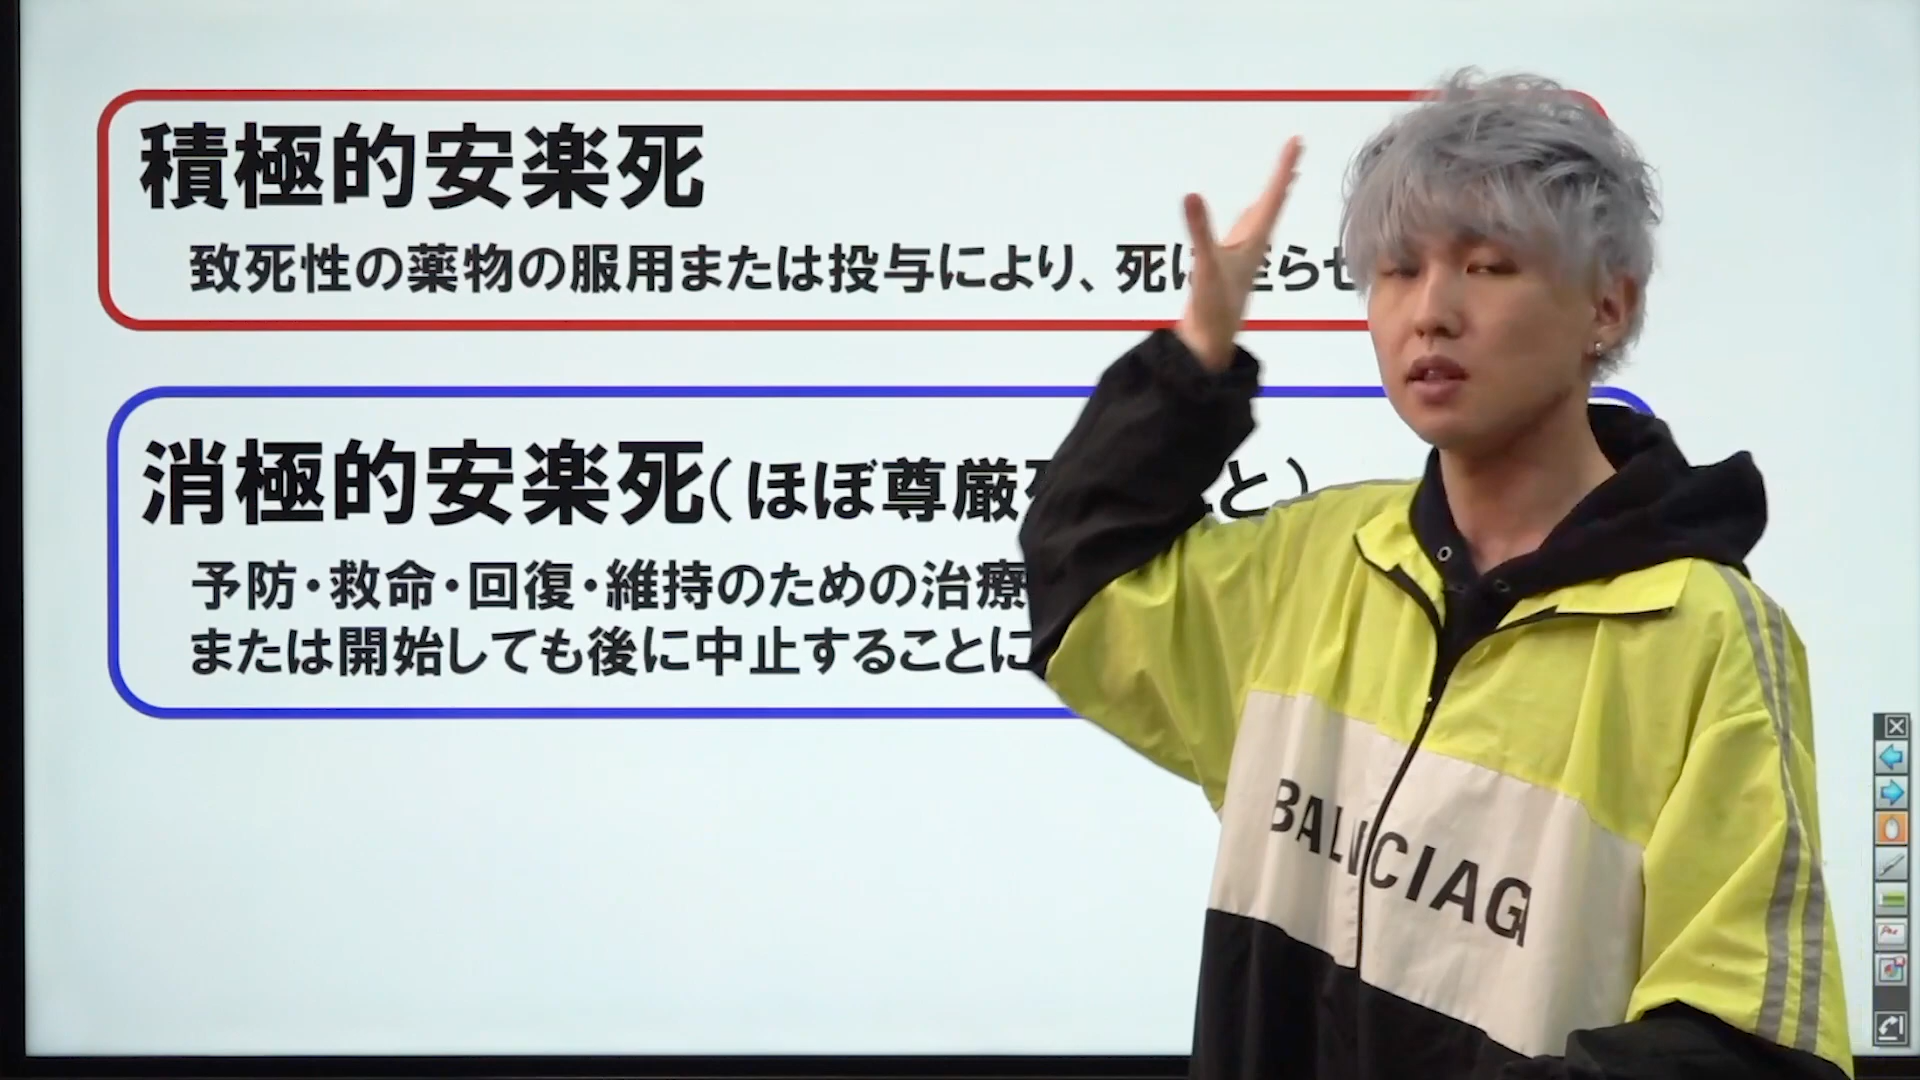 積極的安楽死
致死性の薬物の服用または投与により、死に至らせ
消極的安楽死(ほぼ尊厳 と)
予防・救命・回復・維持のための治療
または開始しても後に中止することに
BALNCIAG